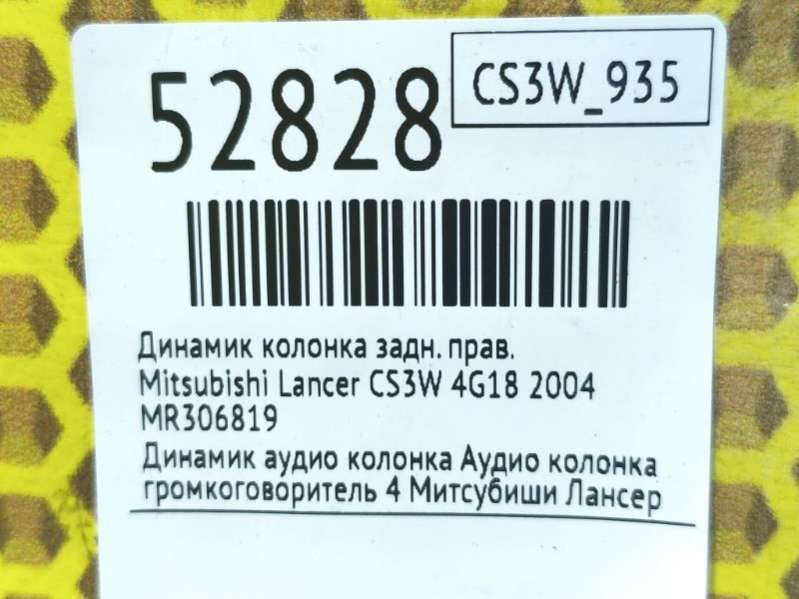 52828
CS3W_935
Динамик колонка задн. прав.
Mitsubishi Lancer CS3W 4G18 2004
MR306819
Динамик аудио колонка Аудио колонка
громкоговоритель 4 Митсубиши Лансер